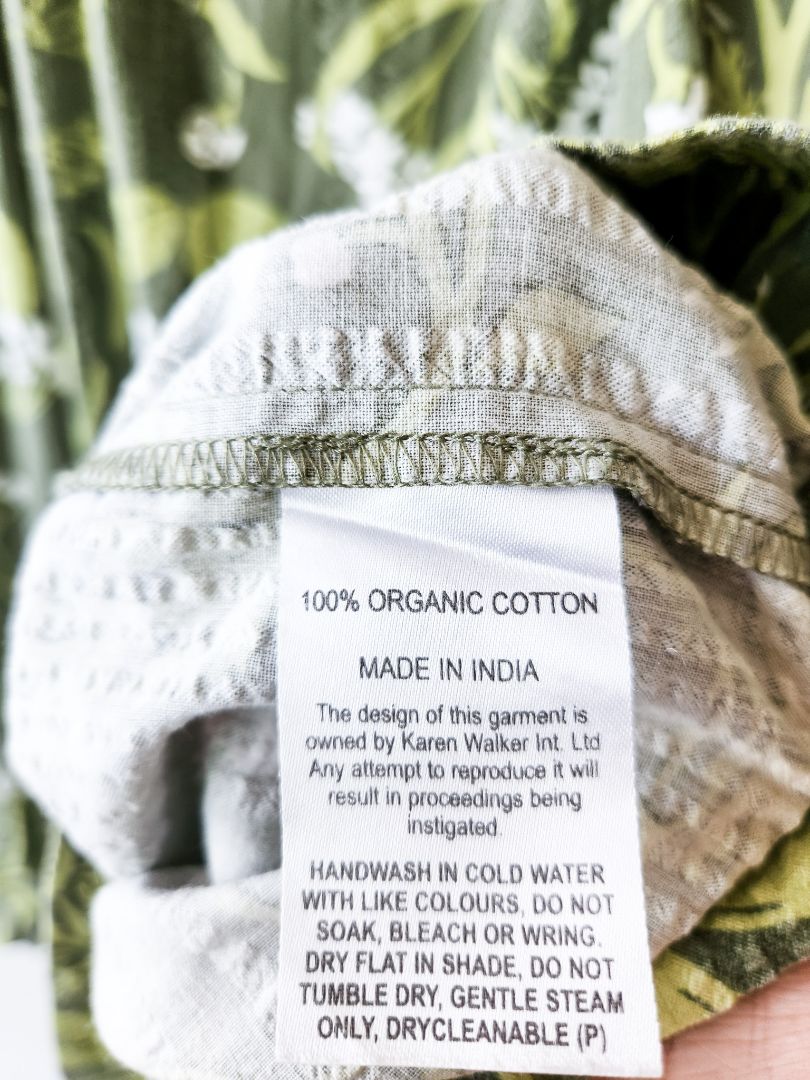 100% ORGANIC COTTON
MADE IN INDIA
The design of this garment is
owned by Karen Walker Int. Ltd
Any attempt to reproduce it will
result in proceedings being
instigated.
HANDWASH IN COLD WATER
WITH LIKE COLOURS, DO NOT
SOAK, BLEACH OR WRING.
DRY FLAT IN SHADE, DO NOT
TUMBLE DRY, GENTLE STEAM
ONLY, DRYCLEANABLE (P)